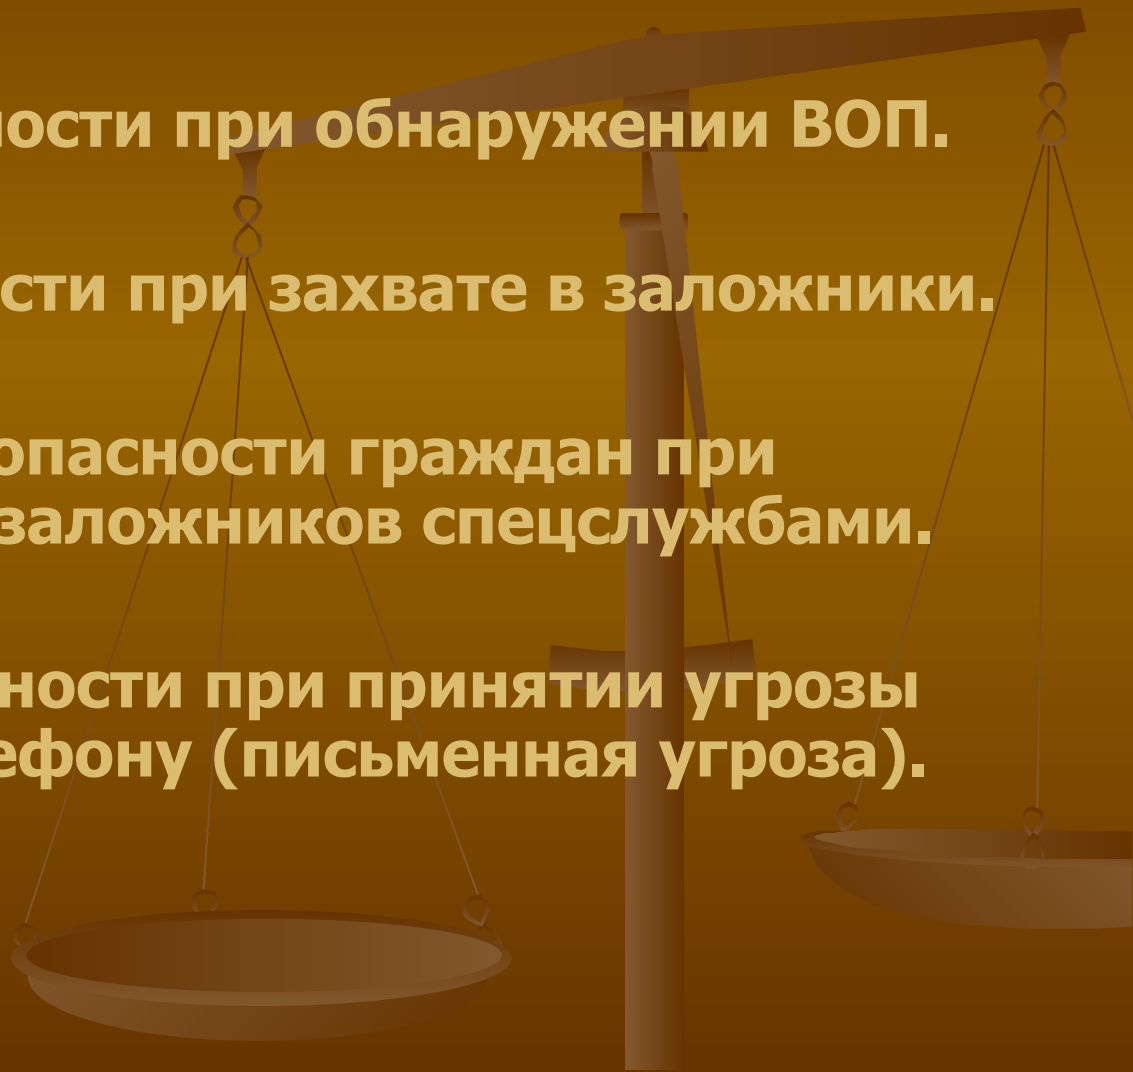 ности при обнаружении ВОП.
сти при захвате в заложники.
опасности граждан при
заложников спецслужбами.
ности при принятии угрозы
ефону (письменная угроза).